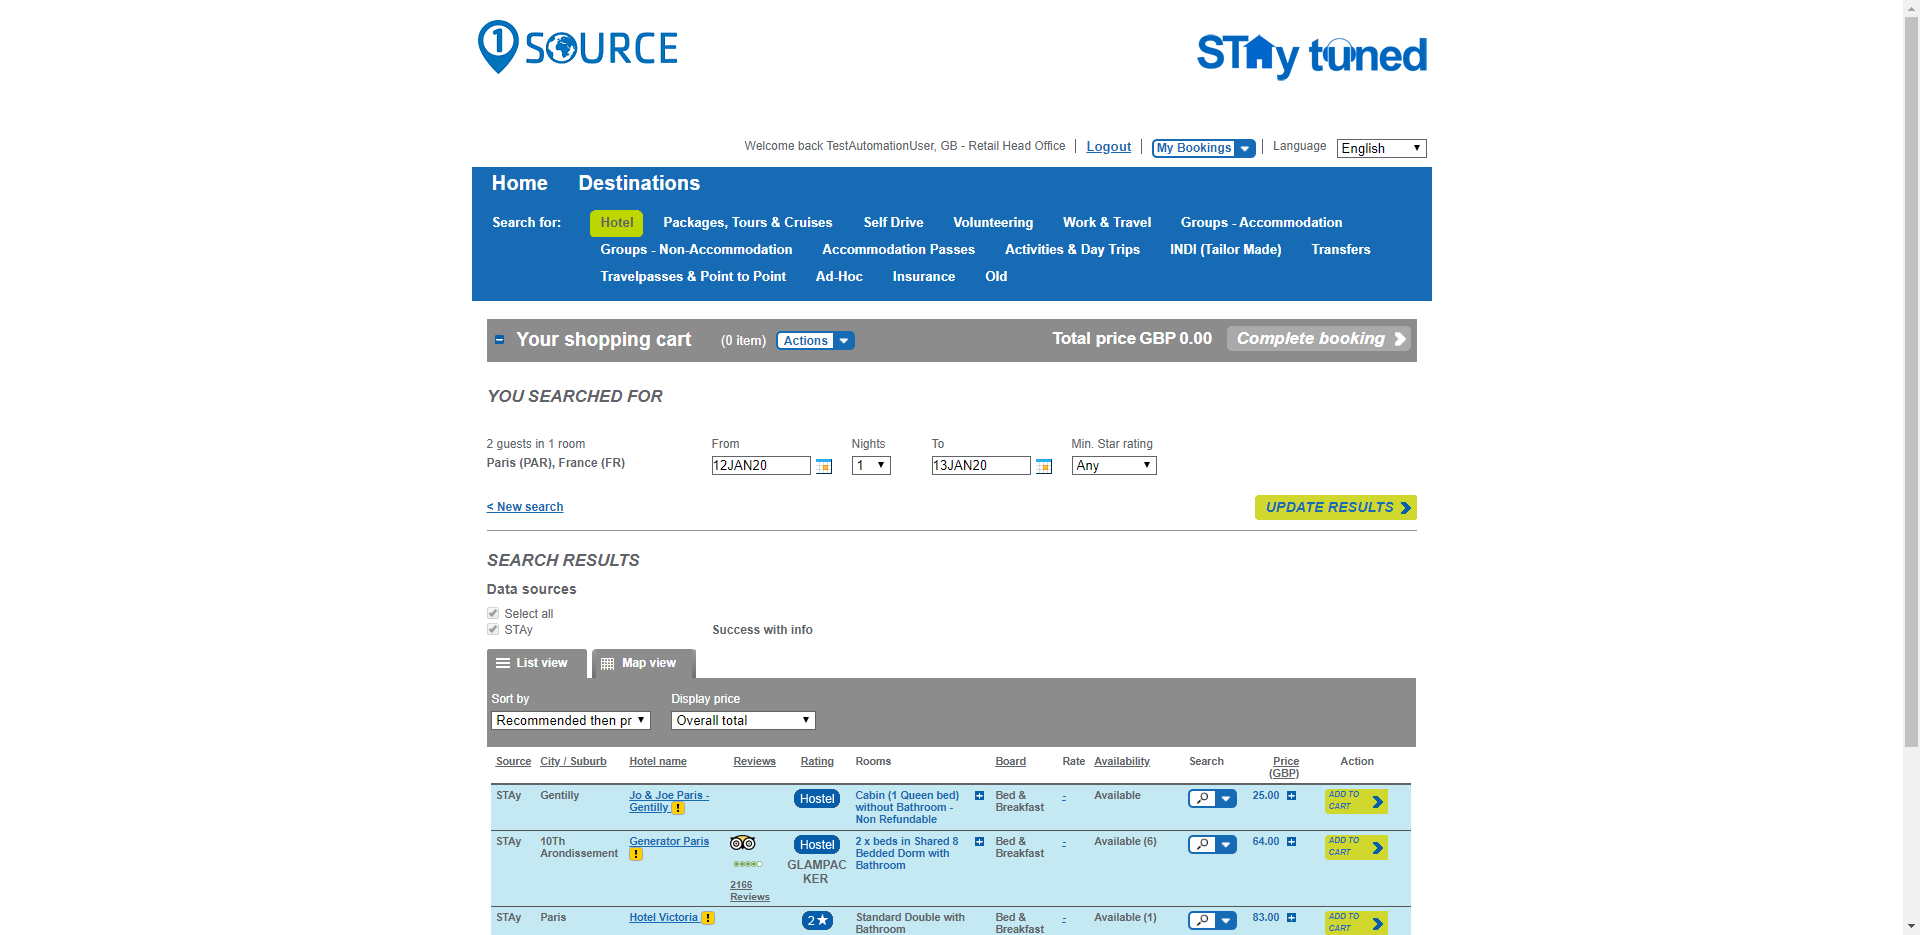 1 SOURCE
STAy tuned
Welcome back TestAutomationUser, GB - Retail Head Office Logout My Bookings Language English
Home Destinations
Search for: Hotel Packages, Tours & Cruises Self Drive Volunteering Work & Travel Groups - Accommodation
Groups - Non-Accommodation Accommodation Passes Activities & Day Trips INDI (Tailor Made) Transfers
Travelpasses & Point to Point Ad-Hoc Insurance Old
Your shopping cart (0 item) Actions Total price GBP 0.00 Complete booking
YOU SEARCHED FOR
2 guests in 1 room From Nights To Min. Star rating
Paris (PAR), France (FR) 12JAN20 1 13JAN20 Any
< New search UPDATE RESULTS
SEARCH RESULTS
Data sources
Select all
STAy Success with info
List view Map view
Sort by Display price
Recommended then pr Overall total
Source City / Suburb Hotel name Reviews Rating Rooms Board Rate Availability Search Price Action
(GBP)
STAy Gentilly Jo & Joe Paris - Hostel Cabin (1 Queen bed) Bed & - Available 25.00 ADD TO
Gentilly ! without Bathroom - Breakfast CART
Non Refundable
STAy 10Th Generator Paris Hostel 2 x beds in Shared 8 Bed & - Available (6) 64.00 ADD TO
Arondissement ! Bedded Dorm with Breakfast CART
GLAMPAC Bathroom
KER
2166
Reviews
STAy Paris Hotel Victoria ! 2★ Standard Double with Bed & - Available (1) 83.00 ADD TO
Bathroom Breakfast CART